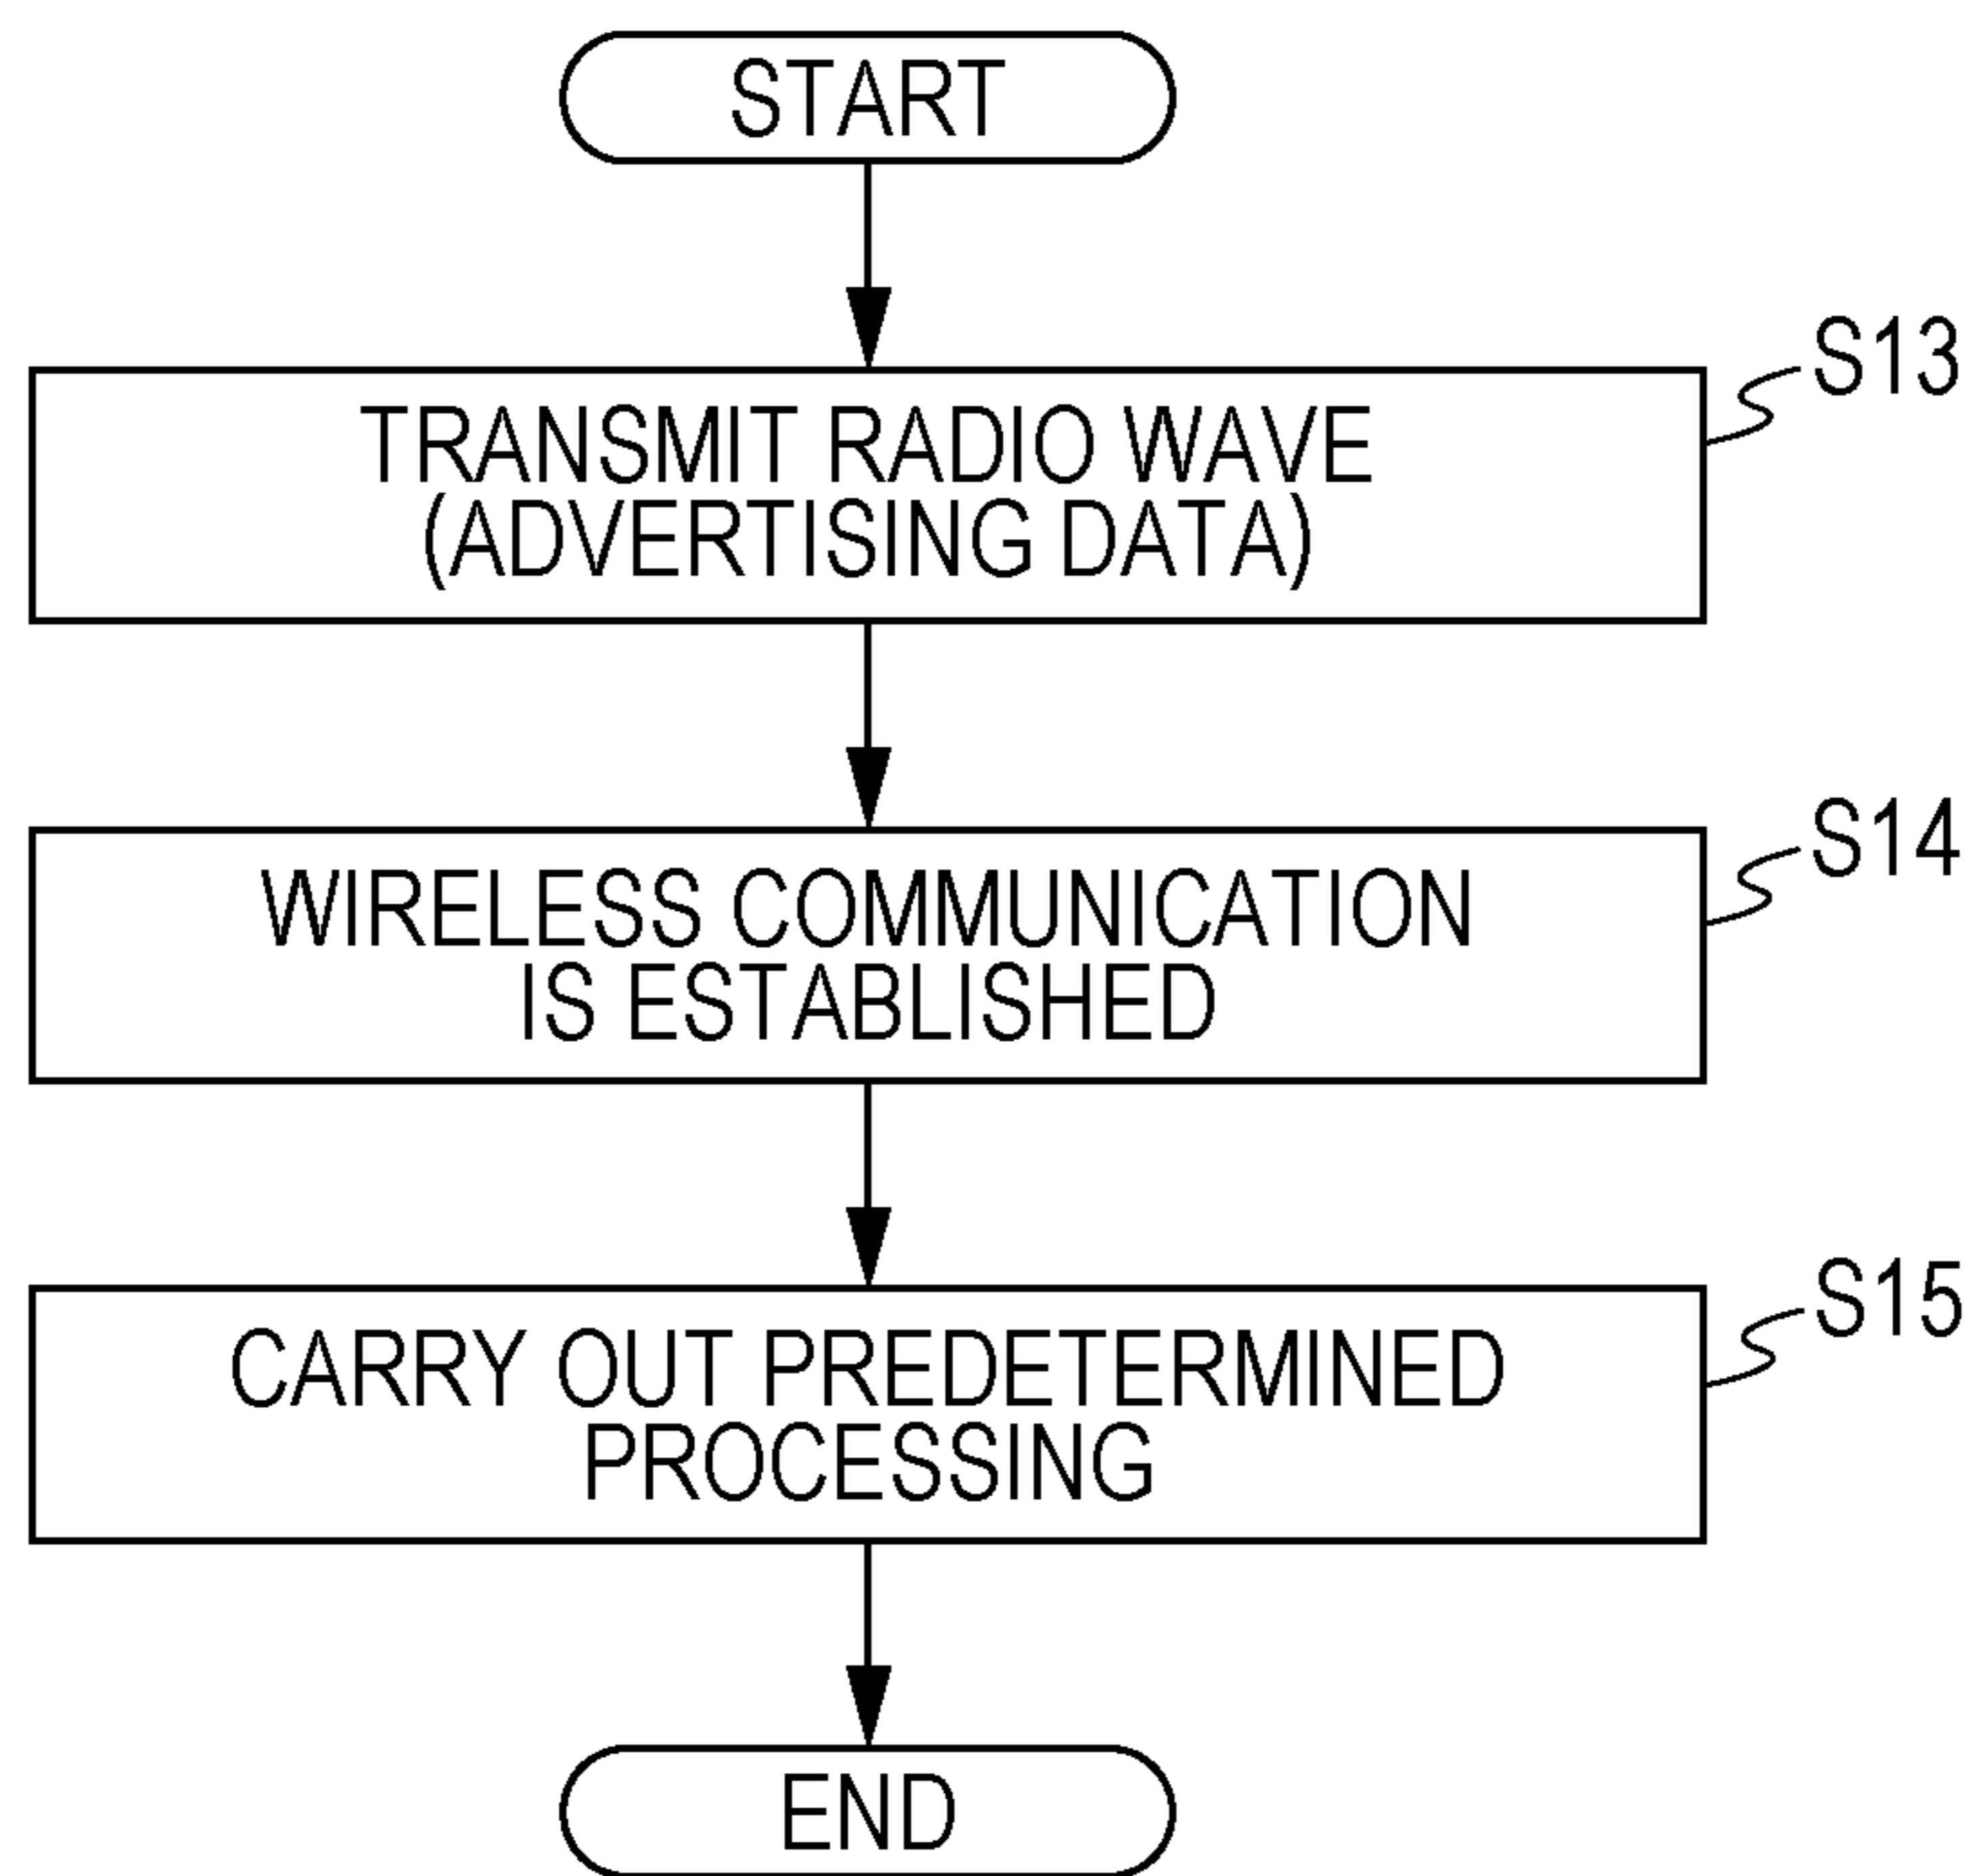 START
S13
TRANSMIT RADIO WAVE
(ADVERTISING DATA)
S14
WIRELESS COMMUNICATION
IS ESTABLISHED
S15
CARRY OUT PREDETERMINED
PROCESSING
END